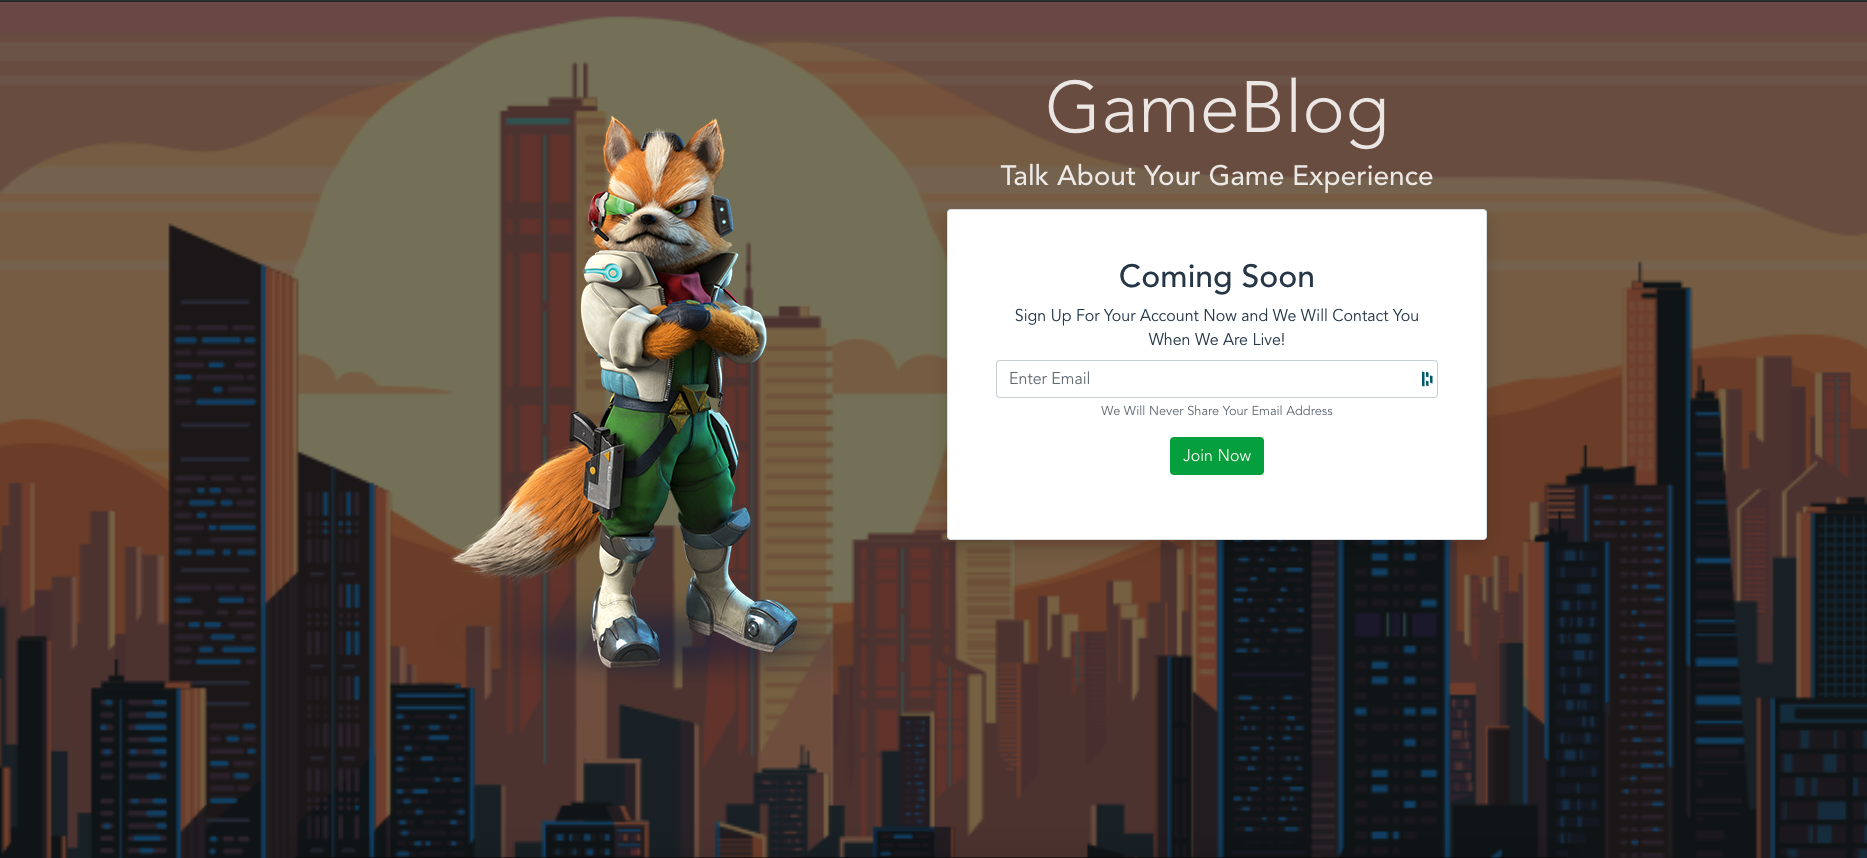 GameBlog
Talk About Your Game Experience
Coming Soon
Sign Up For Your Account Now and We Will Contact You
When We Are Live!
Enter Email
We Will Never Share Your Email Address
Join Now